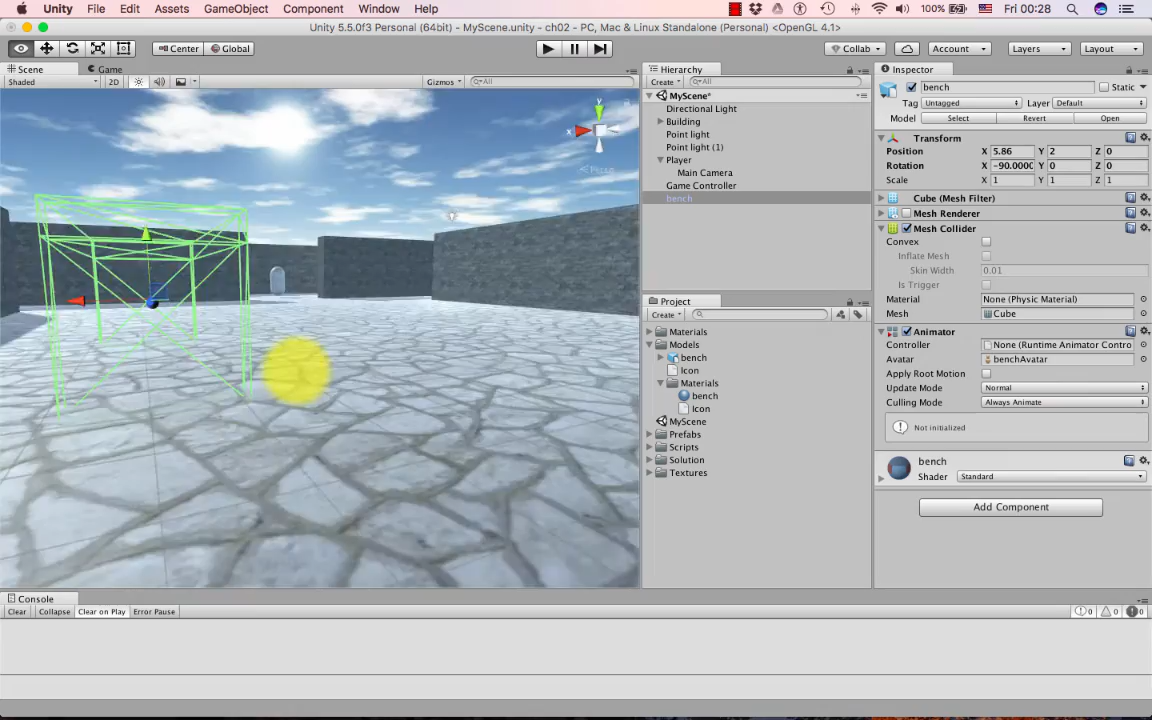 Unity File Edit Assets GameObject Component Window Help 100% Fri 00:28
Unity 5.5.0f3 Personal (64bit) - MyScene.unity - ch02 - PC, Mac & Linux Standalone (Personal) <OpenGL 4.1>
Center Global Collab Account Layers Layout
Scene Game
Shaded 2D Gizmos All
y
x
Persp
Hierarchy
Create All
MyScene*
Directional Light
Building
Point light
Point light (1)
Player
Main Camera
Game Controller
bench
Project
Create
Materials
Models
bench
Icon
Materials
bench
Icon
MyScene
Prefabs
Scripts
Solution
Textures
Inspector
bench Static
Tag Untagged Layer Default
Model Select Revert Open
Transform
Position X 5.86 Y 2 Z 0
Rotation X -90.0000 Y 0 Z 0
Scale X 1 Y 1 Z 1
Cube (Mesh Filter)
Mesh Renderer
Mesh Collider
Convex
Inflate Mesh
Skin Width 0.01
Is Trigger
Material None (Physic Material)
Mesh Cube
Animator
Controller None (Runtime Animator Contro
Avatar benchAvatar
Apply Root Motion
Update Mode Normal
Culling Mode Always Animate
Not initialized
bench
Shader Standard
Add Component
Console
Clear Collapse Clear on Play Error Pause 0 0 0